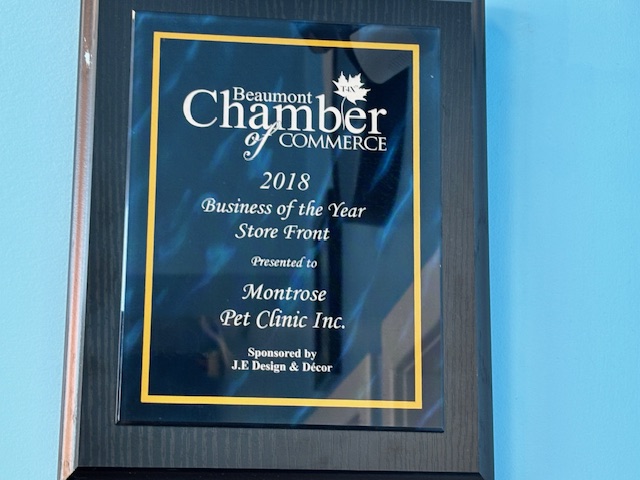 Beaumont
T4X
Chamber
of COMMERCE
2018
Business of the Year
Store Front
Presented to
Montrose
Pet Clinic Inc.
Sponsored by
J.E Design & Décor